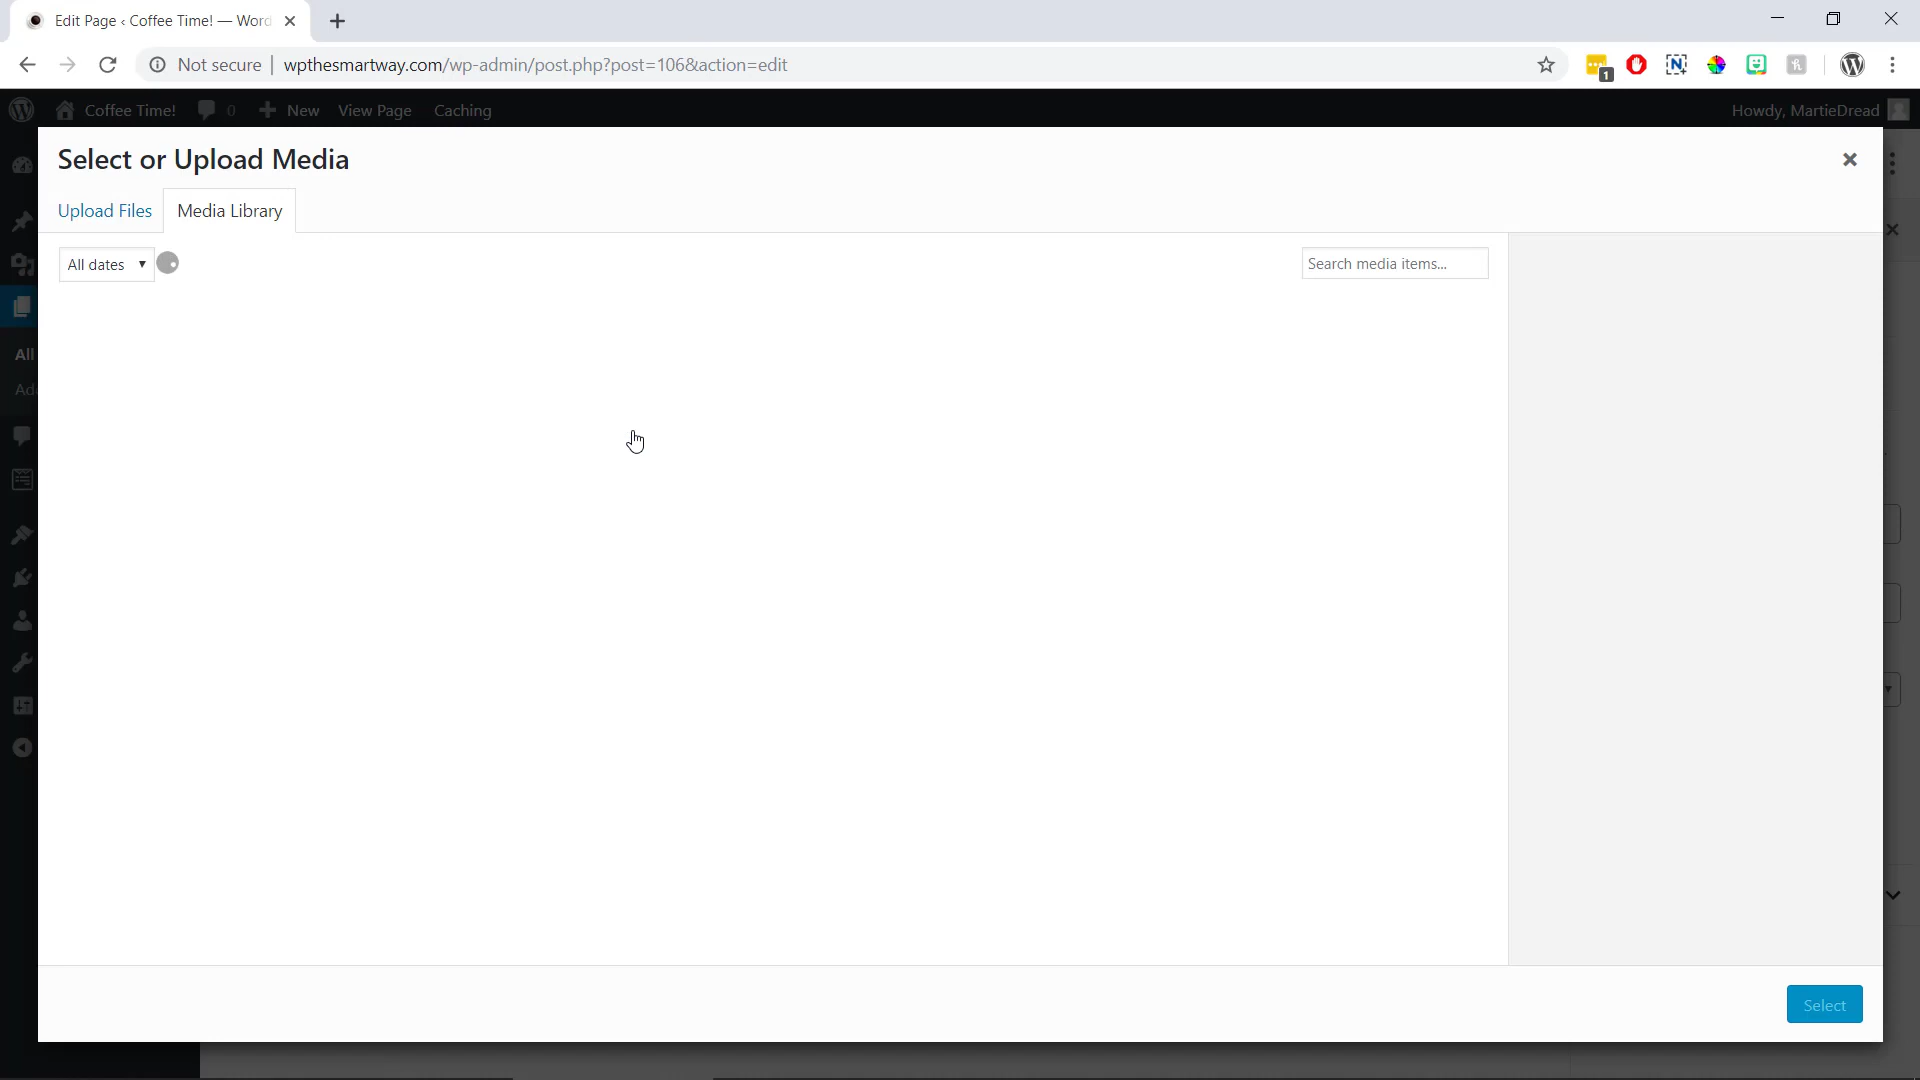 Edit Page ‹ Coffee Time! — Word
Not secure | wpthesmartway.com/wp-admin/post.php?post=106&action=edit
1
Coffee Time! 0 New View Page Caching
Howdy, MartieDread
Select or Upload Media
Upload Files
Media Library
All dates
Search media items...
All
Add
Select